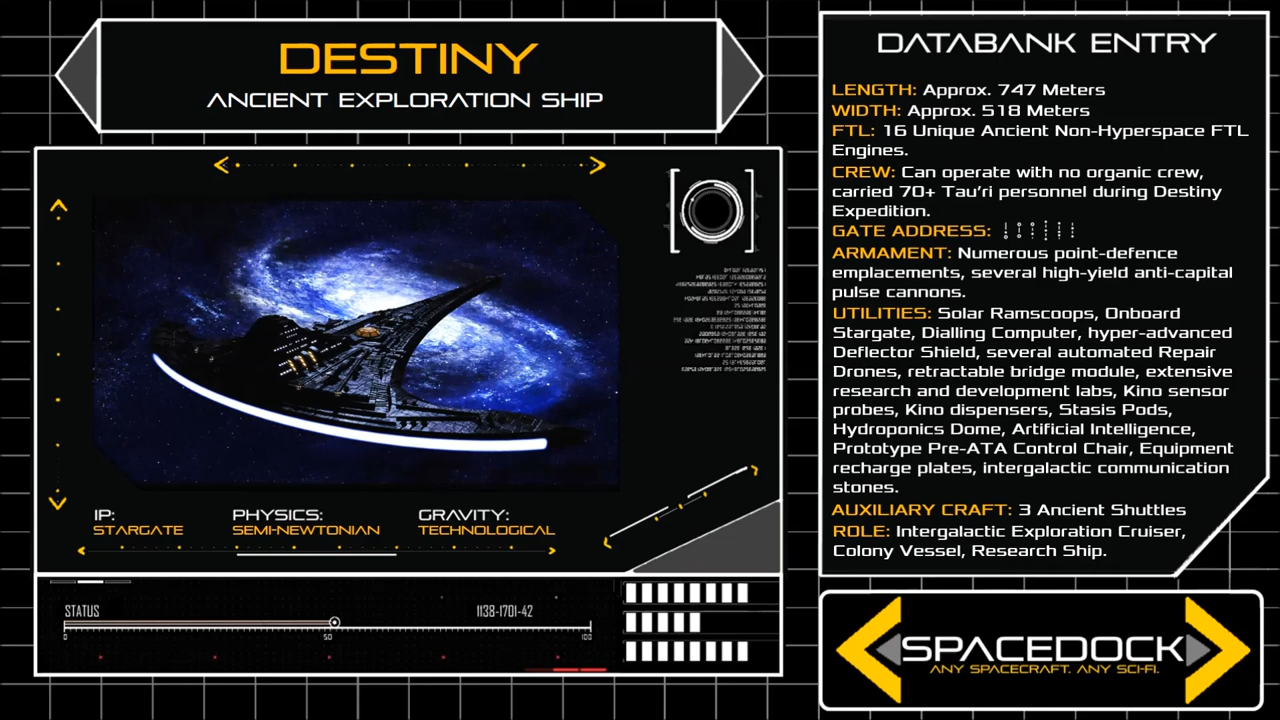 DESTINY
ANCIENT EXPLORATION SHIP
IP:
STARGATE
PHYSICS:
SEMI-NEWTONIAN
GRAVITY:
TECHNOLOGICAL
STATUS
1138-1701-42
0
50
100
DATABANK ENTRY
LENGTH: Approx. 747 Meters
WIDTH: Approx. 518 Meters
FTL: 16 Unique Ancient Non-Hyperspace FTL
Engines.
CREW: Can operate with no organic crew,
carried 70+ Tau'ri personnel during Destiny
Expedition.
GATE ADDRESS:
ARMAMENT: Numerous point-defence
emplacements, several high-yield anti-capital
pulse cannons.
UTILITIES: Solar Ramscoops, Onboard
Stargate, Dialling Computer, hyper-advanced
Deflector Shield, several automated Repair
Drones, retractable bridge module, extensive
research and development labs, Kino sensor
probes, Kino dispensers, Stasis Pods,
Hydroponics Dome, Artificial Intelligence,
Prototype Pre-ATA Control Chair, Equipment
recharge plates, intergalactic communication
stones.
AUXILIARY CRAFT: 3 Ancient Shuttles
ROLE: Intergalactic Exploration Cruiser,
Colony Vessel, Research Ship.
SPACEDOCK
ANY SPACECRAFT. ANY SCI-FI.